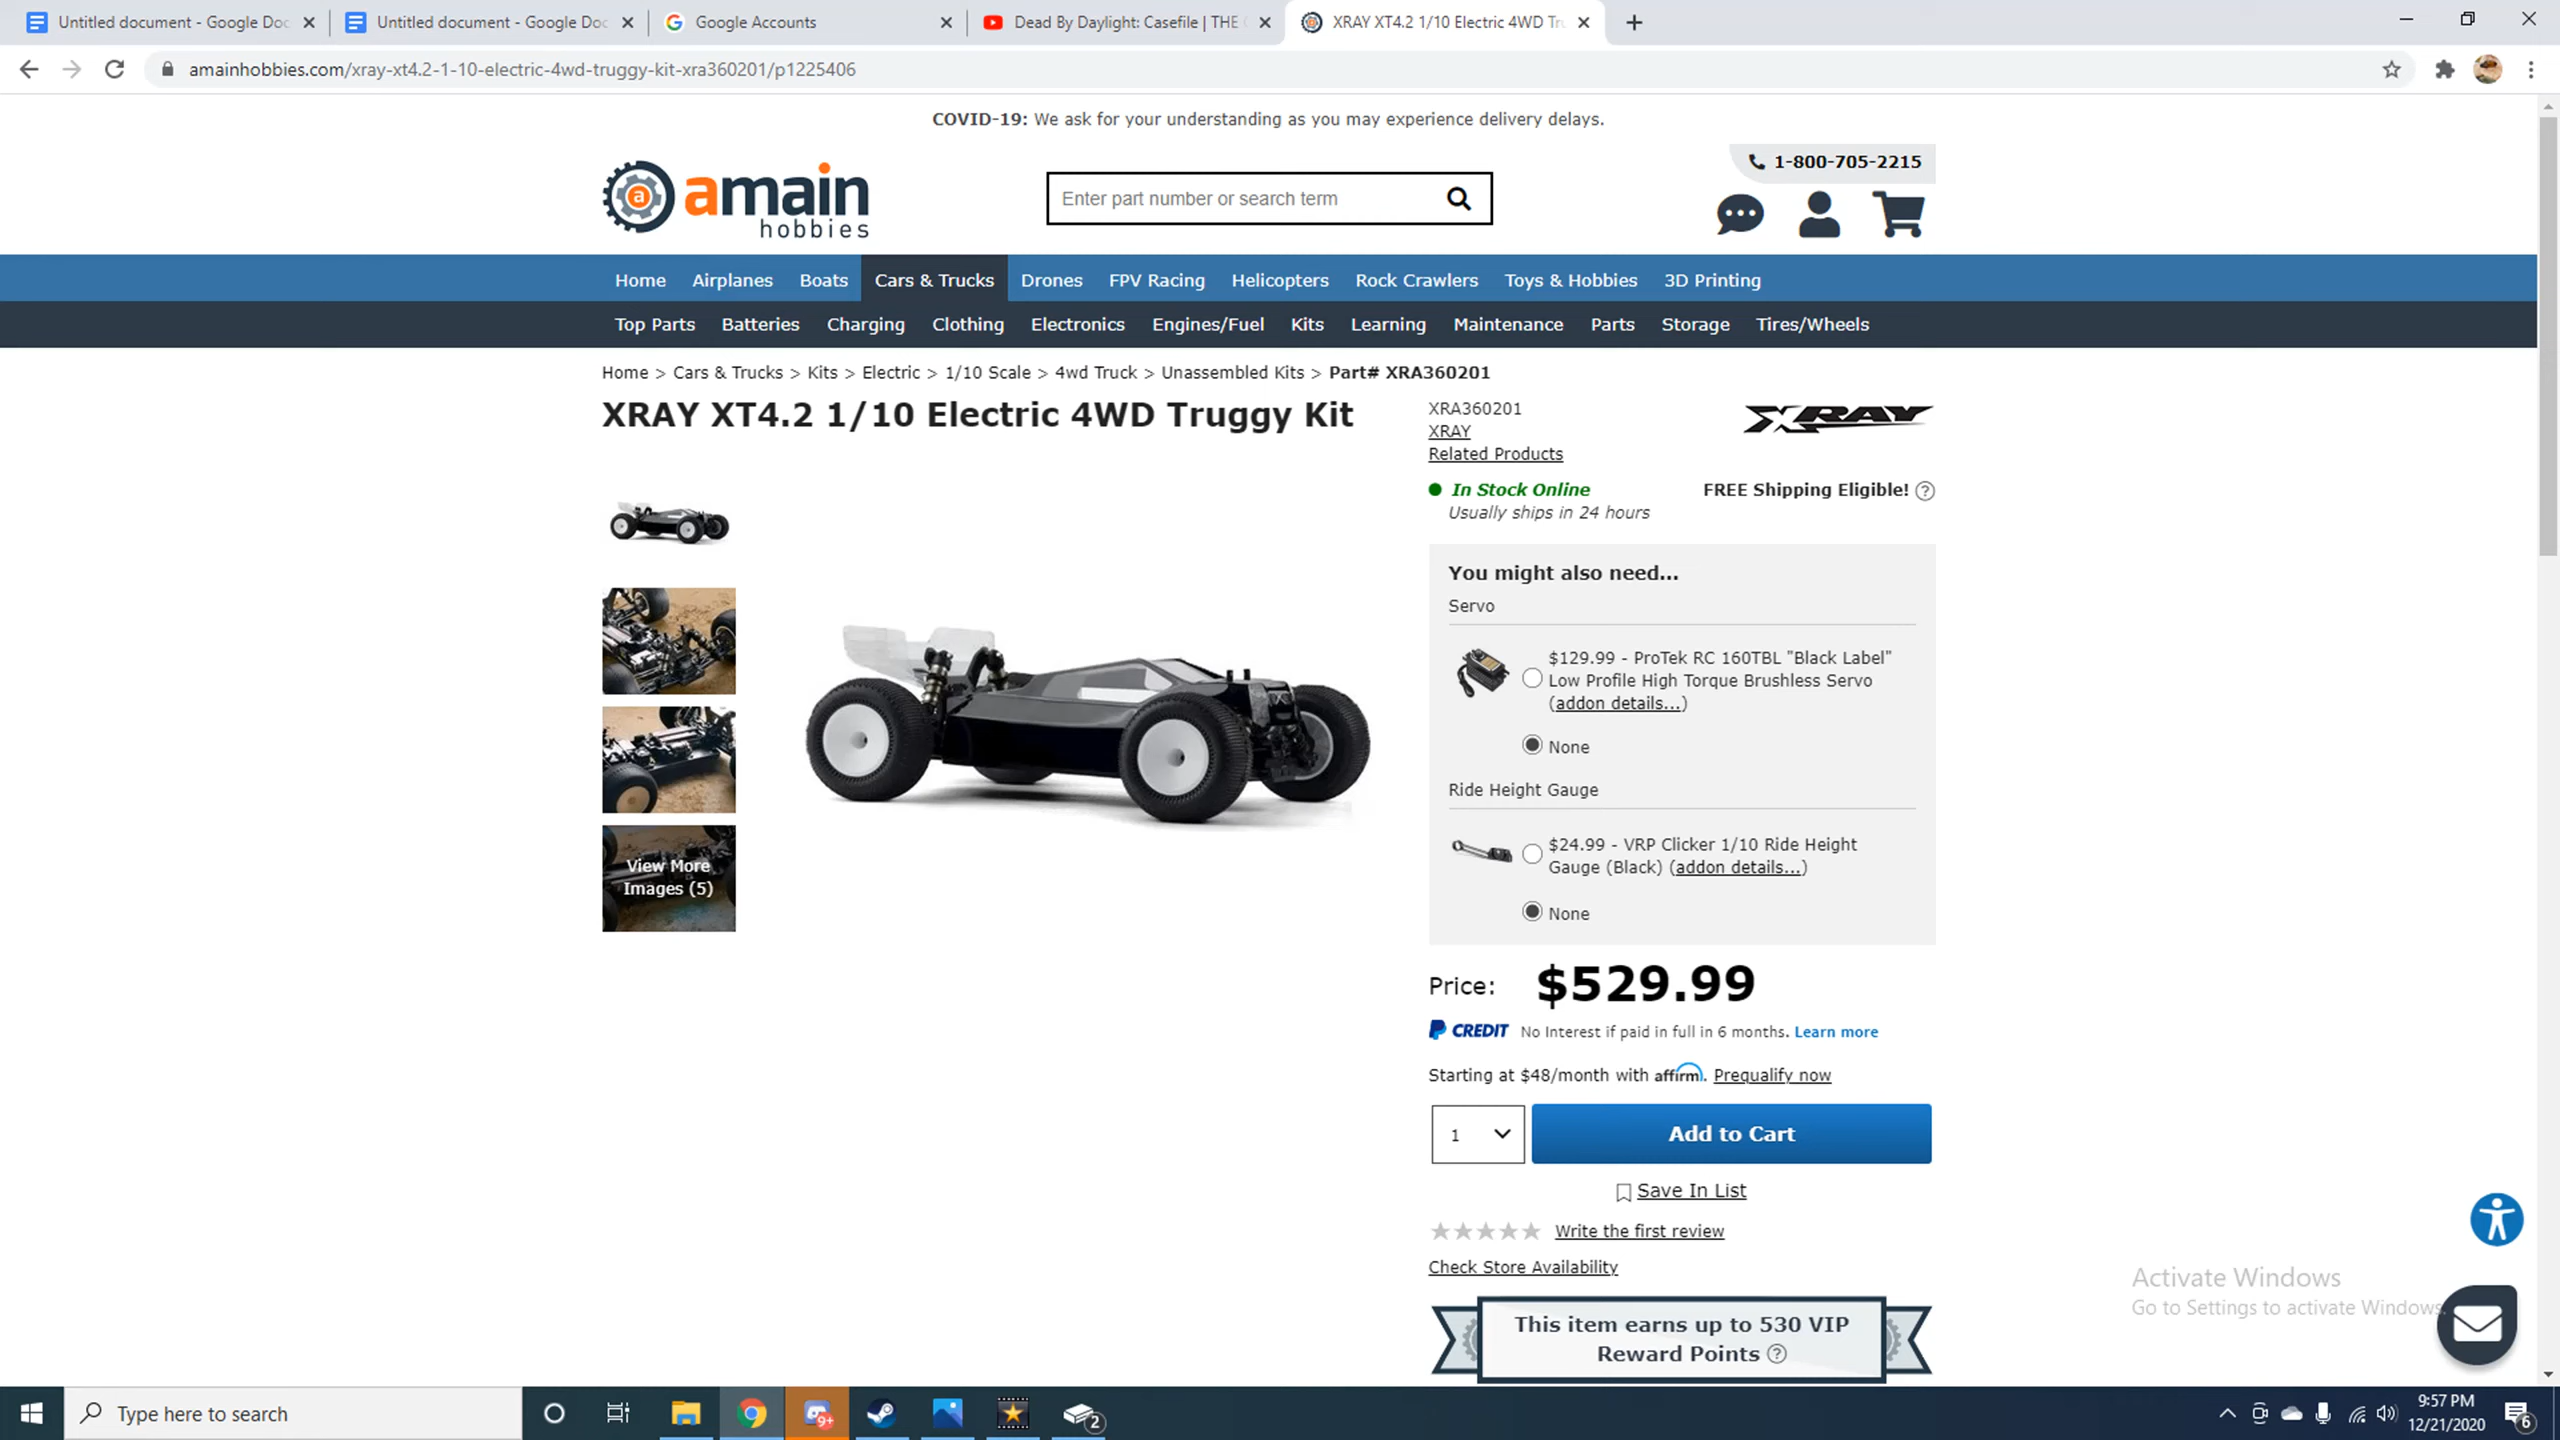 Untitled document - Google Doc
Untitled document - Google Doc
Google Accounts
Dead By Daylight: Casefile | THE
XRAY XT4.2 1/10 Electric 4WD Tru
amainhobbies.com/xray-xt4.2-1-10-electric-4wd-truggy-kit-xra360201/p1225406
COVID-19: We ask for your understanding as you may experience delivery delays.
a amain
hobbies
Enter part number or search term
1-800-705-2215
Home Airplanes Boats Cars & Trucks Drones FPV Racing Helicopters Rock Crawlers Toys & Hobbies 3D Printing
Top Parts Batteries Charging Clothing Electronics Engines/Fuel Kits Learning Maintenance Parts Storage Tires/Wheels
Home > Cars & Trucks > Kits > Electric > 1/10 Scale > 4wd Truck > Unassembled Kits > Part# XRA360201
XRAY XT4.2 1/10 Electric 4WD Truggy Kit
View More
Images (5)
XRA360201
XRAY
Related Products
XRAY
In Stock Online
Usually ships in 24 hours
FREE Shipping Eligible! ?
You might also need...
Servo
$129.99 - ProTek RC 160TBL "Black Label"
Low Profile High Torque Brushless Servo
(addon details...)
None
Ride Height Gauge
$24.99 - VRP Clicker 1/10 Ride Height
Gauge (Black) (addon details...)
None
Price: $529.99
CREDIT No Interest if paid in full in 6 months. Learn more
Starting at $48/month with affirm. Prequalify now
1
Add to Cart
Save In List
Write the first review
Check Store Availability
This item earns up to 530 VIP
Reward Points ?
Activate Windows
Go to Settings to activate Windows.
Type here to search
9+
2
9:57 PM
12/21/2020
6